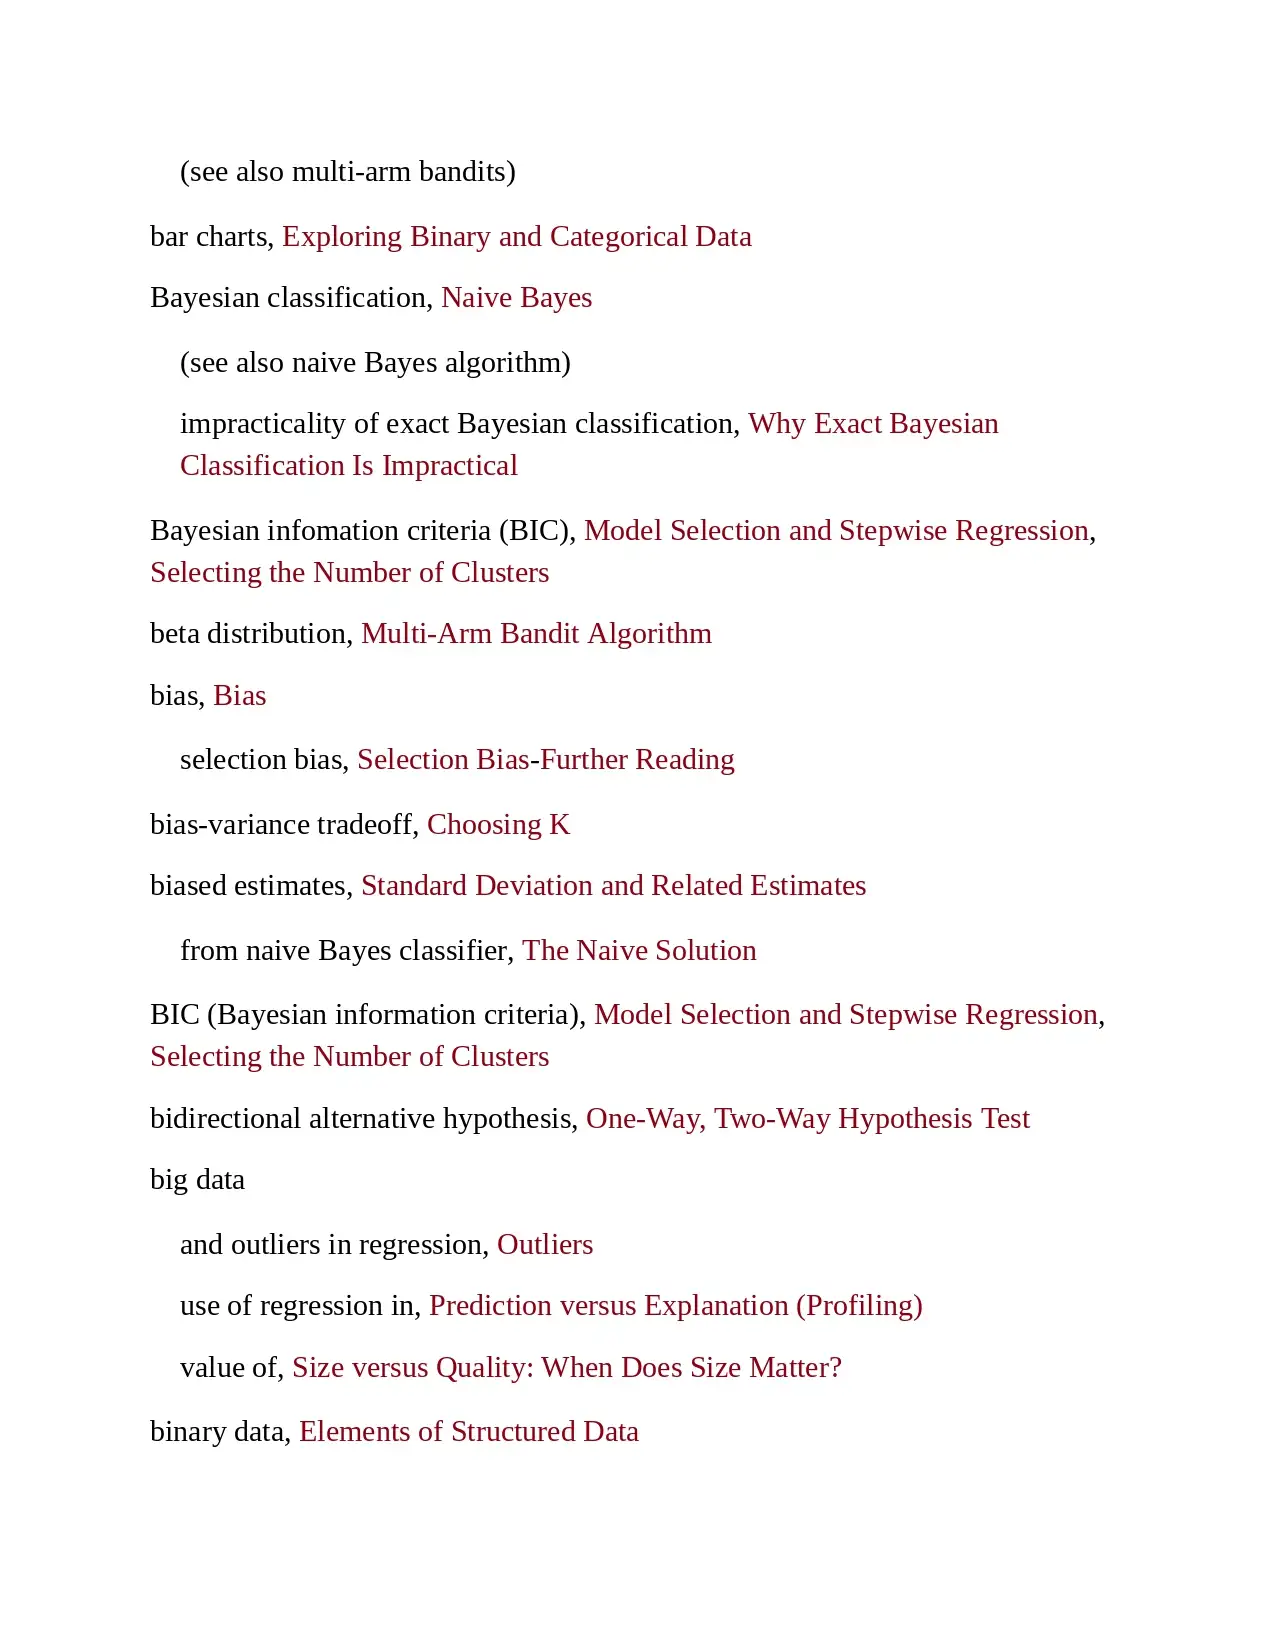 (see also multi-arm bandits)
bar charts, Exploring Binary and Categorical Data
Bayesian classification, Naive Bayes
(see also naive Bayes algorithm)
impracticality of exact Bayesian classification, Why Exact Bayesian
Classification Is Impractical
Bayesian infomation criteria (BIC), Model Selection and Stepwise Regression,
Selecting the Number of Clusters
beta distribution, Multi-Arm Bandit Algorithm
bias, Bias
selection bias, Selection Bias-Further Reading
bias-variance tradeoff, Choosing K
biased estimates, Standard Deviation and Related Estimates
from naive Bayes classifier, The Naive Solution
BIC (Bayesian information criteria), Model Selection and Stepwise Regression,
Selecting the Number of Clusters
bidirectional alternative hypothesis, One-Way, Two-Way Hypothesis Test
big data
and outliers in regression, Outliers
use of regression in, Prediction versus Explanation (Profiling)
value of, Size versus Quality: When Does Size Matter?
binary data, Elements of Structured Data